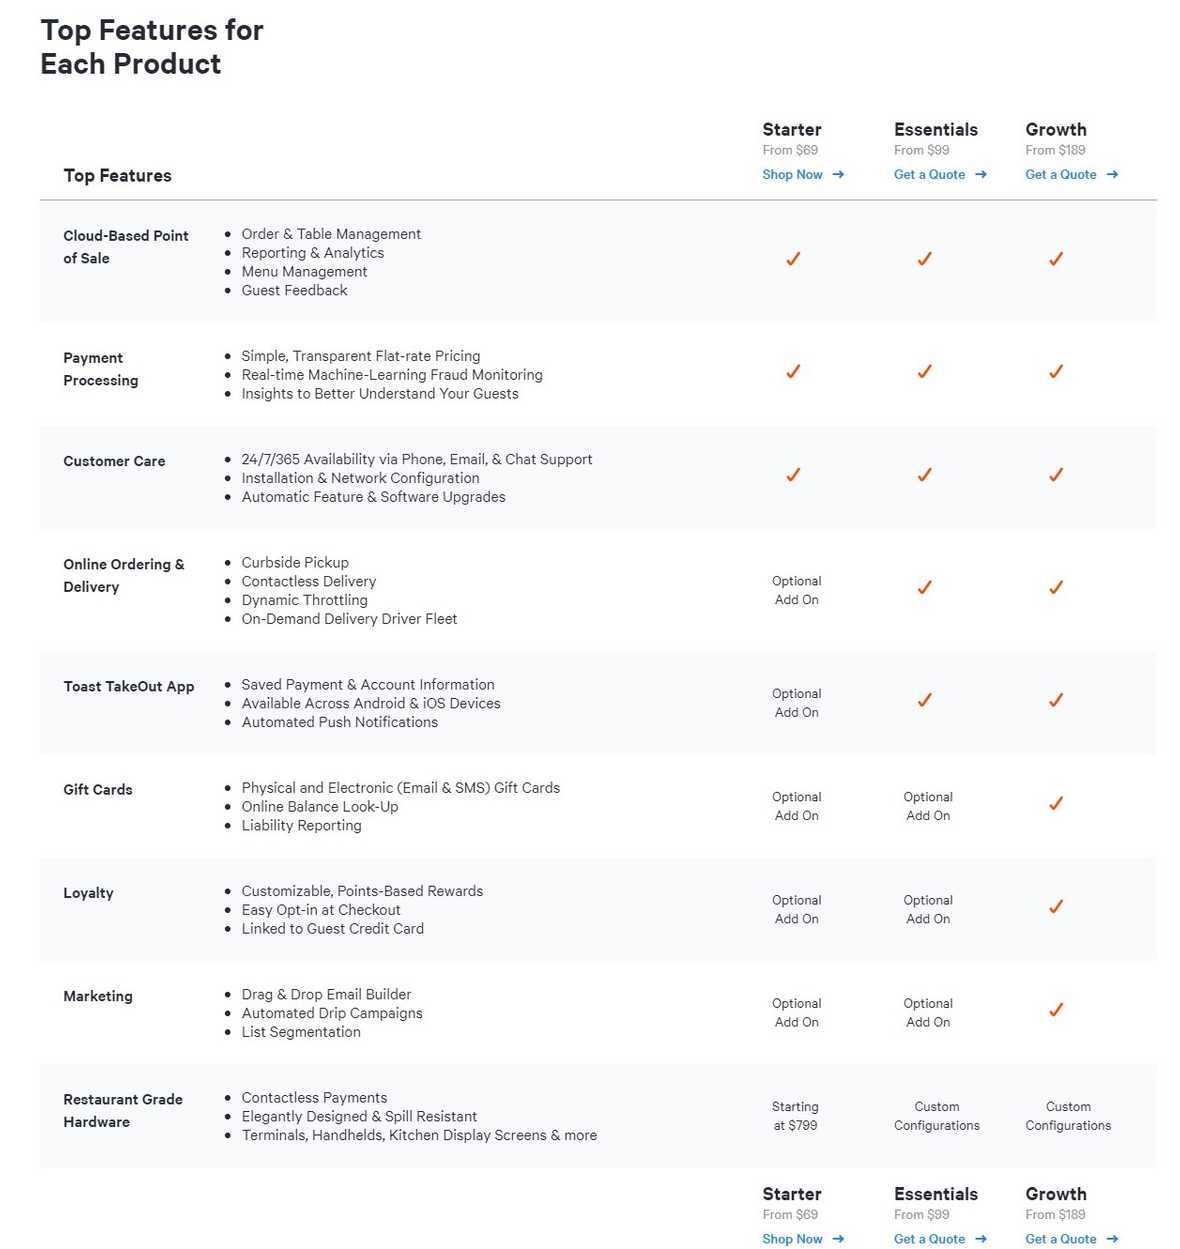 Top Features for
Each Product
Starter
Essentials
Growth
From $69
From $99
From $189
Top Features
Shop Now →
Get a Quote →
Get a Quote →
Cloud-Based Point
of Sale
• Order & Table Management
• Reporting & Analytics
• Menu Management
• Guest Feedback
✓ ✓ ✓
Payment
Processing
• Simple, Transparent Flat-rate Pricing
• Real-time Machine-Learning Fraud Monitoring
• Insights to Better Understand Your Guests
✓ ✓ ✓
Customer Care
• 24/7/365 Availability via Phone, Email, & Chat Support
• Installation & Network Configuration
• Automatic Feature & Software Upgrades
✓ ✓ ✓
Online Ordering &
Delivery
• Curbside Pickup
• Contactless Delivery
• Dynamic Throttling
• On-Demand Delivery Driver Fleet
Optional
Add On
✓ ✓
Toast TakeOut App
• Saved Payment & Account Information
• Available Across Android & iOS Devices
• Automated Push Notifications
Optional
Add On
✓ ✓
Gift Cards
• Physical and Electronic (Email & SMS) Gift Cards
• Online Balance Look-Up
• Liability Reporting
Optional
Add On
Optional
Add On
✓
Loyalty
• Customizable, Points-Based Rewards
• Easy Opt-in at Checkout
• Linked to Guest Credit Card
Optional
Add On
Optional
Add On
✓
Marketing
• Drag & Drop Email Builder
• Automated Drip Campaigns
• List Segmentation
Optional
Add On
Optional
Add On
✓
Restaurant Grade
Hardware
• Contactless Payments
• Elegantly Designed & Spill Resistant
• Terminals, Handhelds, Kitchen Display Screens & more
Starting
at $799
Custom
Configurations
Custom
Configurations
Starter
Essentials
Growth
From $69
From $99
From $189
Shop Now →
Get a Quote →
Get a Quote →